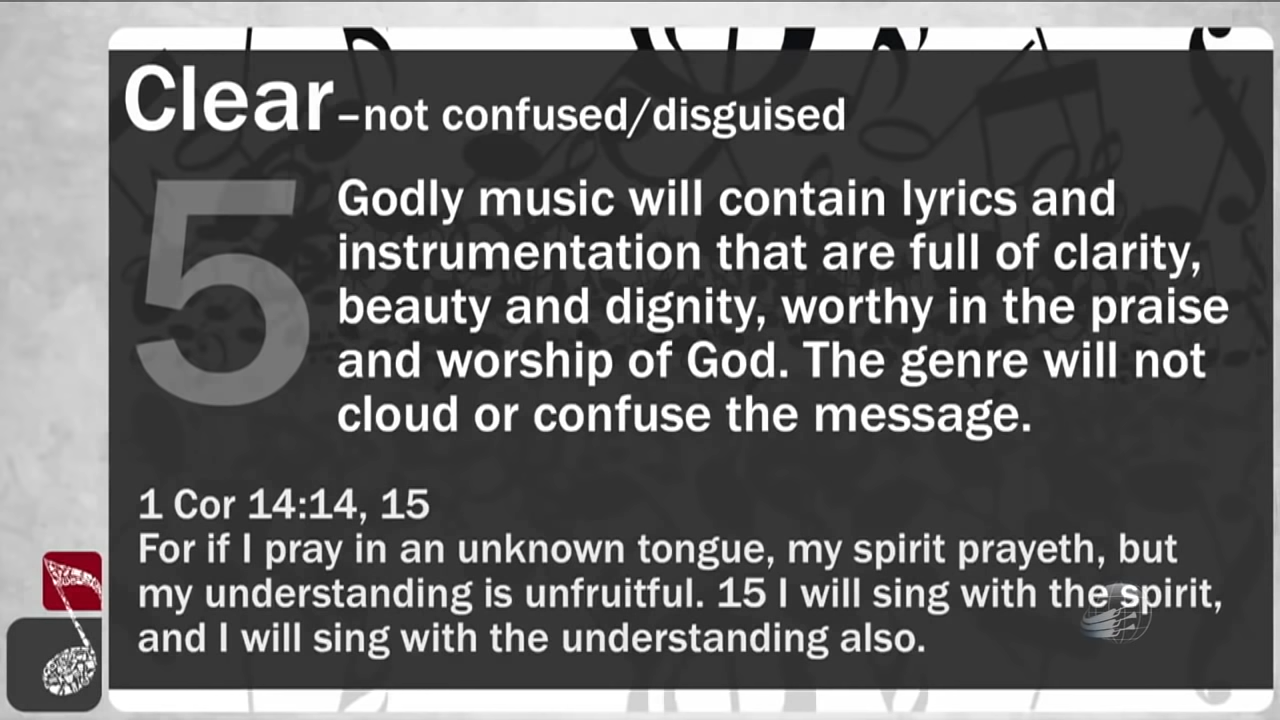 Clear–not confused/disguised
5
Godly music will contain lyrics and
instrumentation that are full of clarity,
beauty and dignity, worthy in the praise
and worship of God. The genre will not
cloud or confuse the message.
1 Cor 14:14, 15
For if I pray in an unknown tongue, my spirit prayeth, but
my understanding is unfruitful. 15 I will sing with the spirit,
and I will sing with the understanding also.